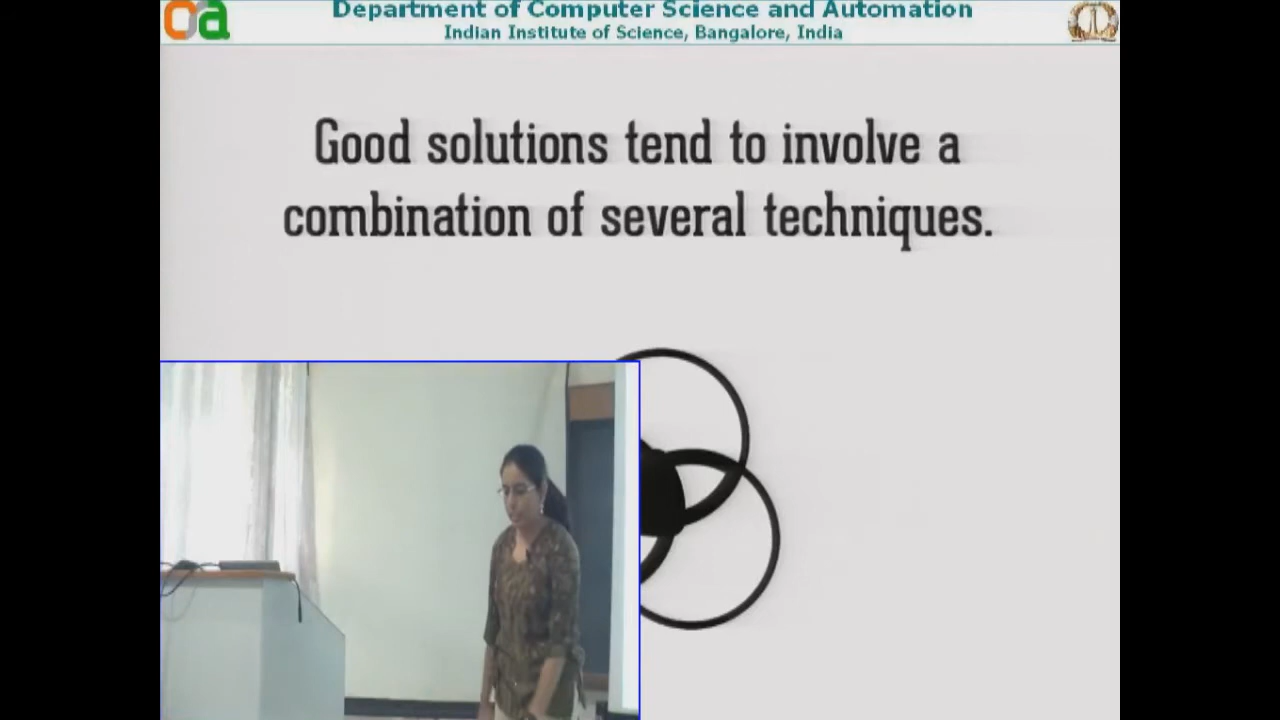 Department of Computer Science and Automation
Indian Institute of Science, Bangalore, India
Good solutions tend to involve a
combination of several techniques.